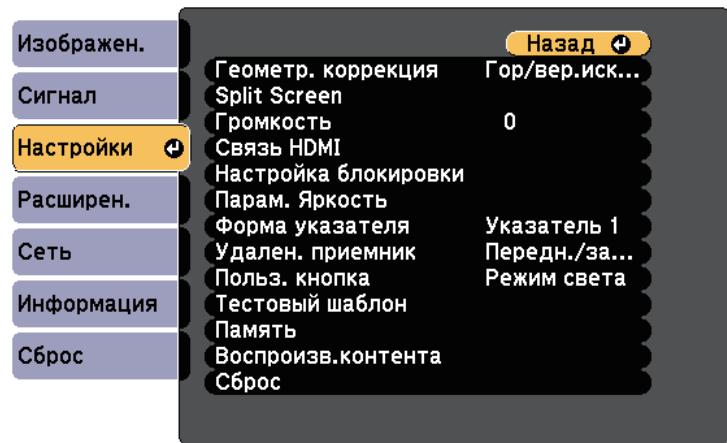 Изображен.
Сигнал
Настройки
Расширен.
Сеть
Информация
Сброс
Назад
Геометр. коррекция Гор/вер.иск...
Split Screen
Громкость 0
Связь HDMI
Настройка блокировки
Парам. Яркость
Форма указателя Указатель 1
Удален. приемник Передн./за...
Польз. кнопка Режим света
Тестовый шаблон
Память
Воспроизв.контента
Сброс